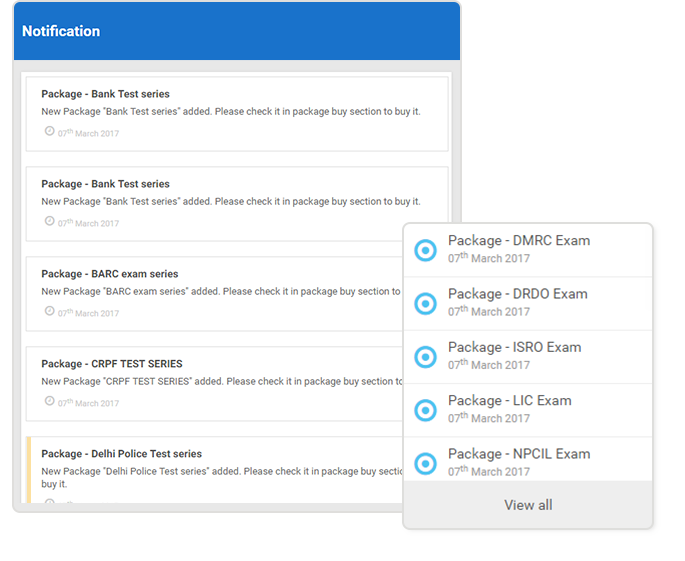 Notification
Package - Bank Test series
New Package "Bank Test series" added. Please check it in package buy section to buy it.
07th March 2017
Package - Bank Test series
New Package "Bank Test series" added. Please check it in package buy section to buy it.
07th March 2017
Package - BARC exam series
New Package "BARC exam series" added. Please check it in package buy section to
07th March 2017
Package - CRPF TEST SERIES
New Package "CRPF TEST SERIES" added. Please check it in package buy section to
07th March 2017
Package - Delhi Police Test series
New Package "Delhi Police Test series" added. Please check it in package buy
buy it.
Package - DMRC Exam
07th March 2017
Package - DRDO Exam
07th March 2017
Package - ISRO Exam
07th March 2017
Package - LIC Exam
07th March 2017
Package - NPCIL Exam
07th March 2017
View all